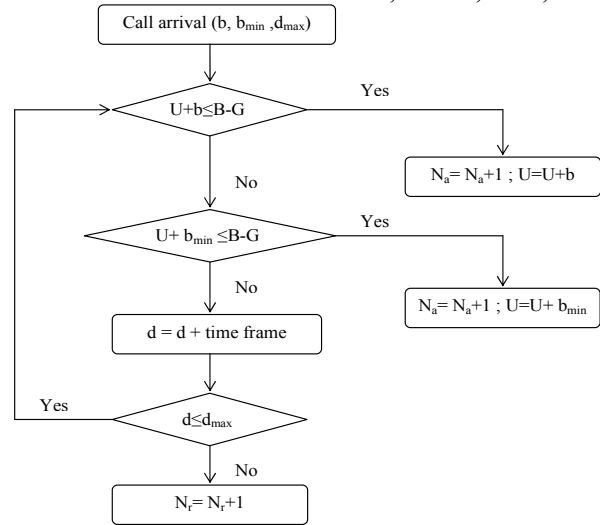 Call arrival (b, b_min ,d_max)
U+b≤B-G
Yes
N_a= N_a+1 ; U=U+b
No
U+ b_min ≤B-G
Yes
N_a= N_a+1 ; U=U+ b_min
No
d = d + time frame
Yes
d≤d_max
No
N_r= N_r+1